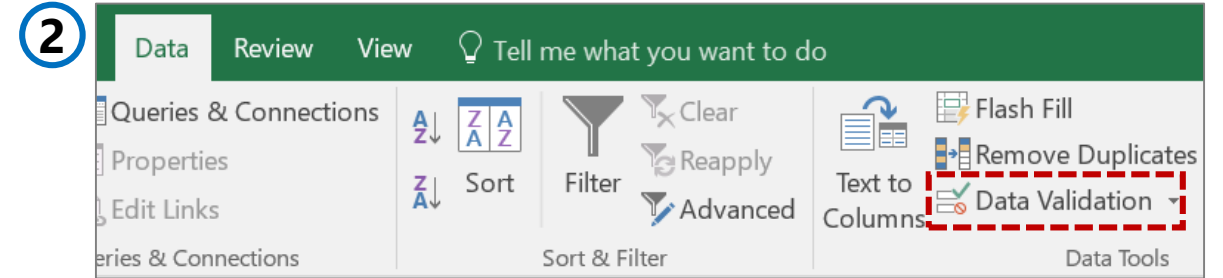 2
Data Review View Tell me what you want to do
Queries & Connections
Properties
Edit Links
eries & Connections
A
Z
Z A
A Z
Sort
Z
A
Filter
Clear
Reapply
Advanced
Sort & Filter
Text to
Columns
Flash Fill
Remove Duplicates
Data Validation
Data Tools